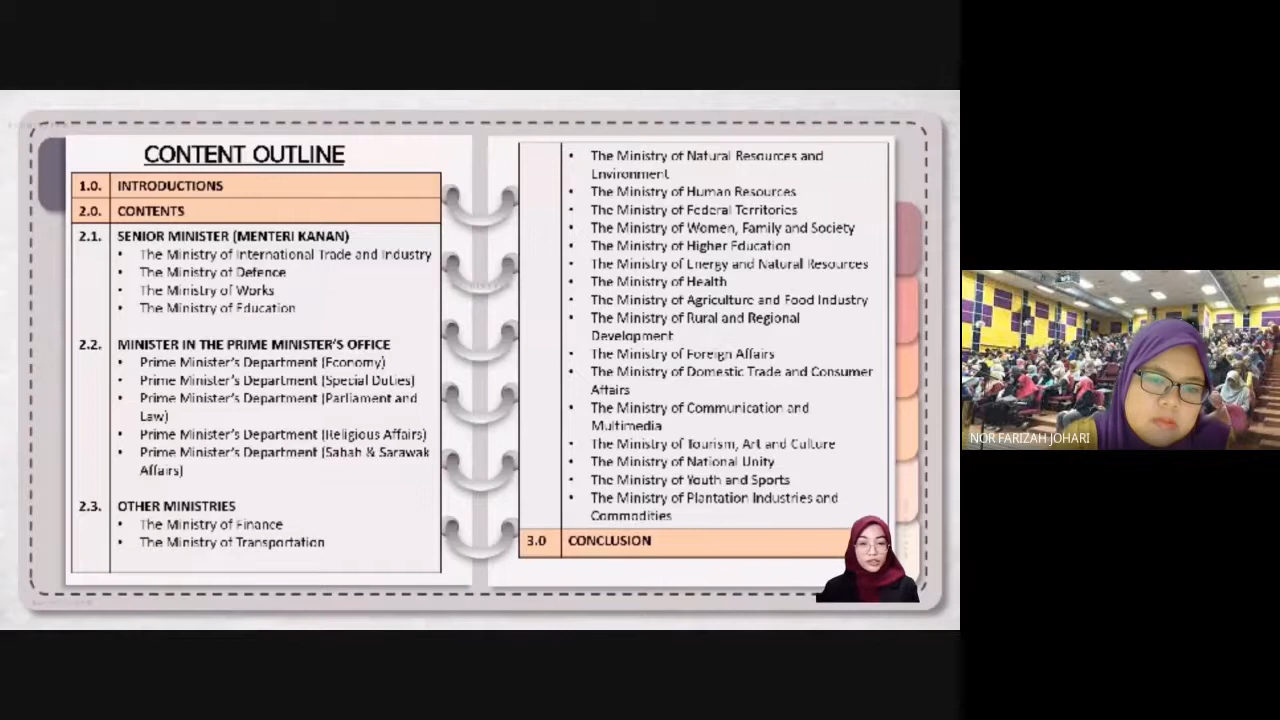 CONTENT OUTLINE
1.0. INTRODUCTIONS
2.0. CONTENTS
2.1. SENIOR MINISTER (MENTERI KANAN)
• The Ministry of International Trade and Industry
• The Ministry of Defence
• The Ministry of Works
• The Ministry of Education
2.2. MINISTER IN THE PRIME MINISTER'S OFFICE
• Prime Minister's Department (Economy)
• Prime Minister's Department (Special Duties)
• Prime Minister's Department (Parliament and
Law)
• Prime Minister's Department (Religious Affairs)
• Prime Minister's Department (Sabah & Sarawak
Affairs)
2.3. OTHER MINISTRIES
• The Ministry of Finance
• The Ministry of Transportation
• The Ministry of Natural Resources and
Environment
• The Ministry of Human Resources
• The Ministry of Federal Territories
• The Ministry of Women, Family and Society
• The Ministry of Higher Education
• The Ministry of Energy and Natural Resources
• The Ministry of Health
• The Ministry of Agriculture and Food Industry
• The Ministry of Rural and Regional
Development
• The Ministry of Foreign Affairs
• The Ministry of Domestic Trade and Consumer
Affairs
• The Ministry of Communication and
Multimedia
• The Ministry of Tourism, Art and Culture
• The Ministry of National Unity
• The Ministry of Youth and Sports
• The Ministry of Plantation Industries and
Commodities
3.0 CONCLUSION
NOR FARIZAH JOHARI